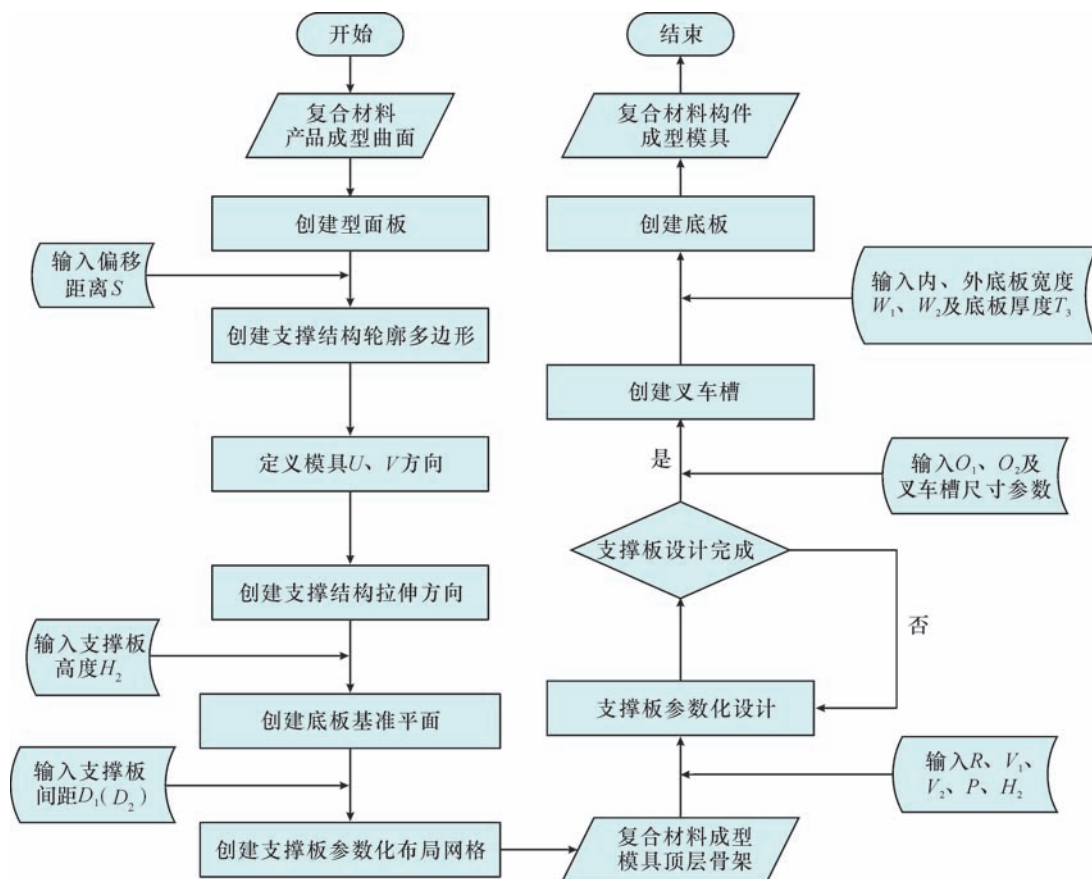 开始
复合材料
产品成型曲面
创建型面板
输入偏移
距离S
创建支撑结构轮廓多边形
定义模具U、V方向
创建支撑结构拉伸方向
输入支撑板
高度H₂
创建底板基准平面
输入支撑板
间距D₁(D₂)
创建支撑板参数化布局网格
复合材料成型
模具顶层骨架
输入R、V₁、
V₂、P、H₂
支撑板参数化设计
否
支撑板设计完成
是
输入O₁、O₂及
叉车槽尺寸参数
创建叉车槽
输入内、外底板宽度
W₁、W₂及底板厚度T₃
创建底板
复合材料构件
成型模具
结束